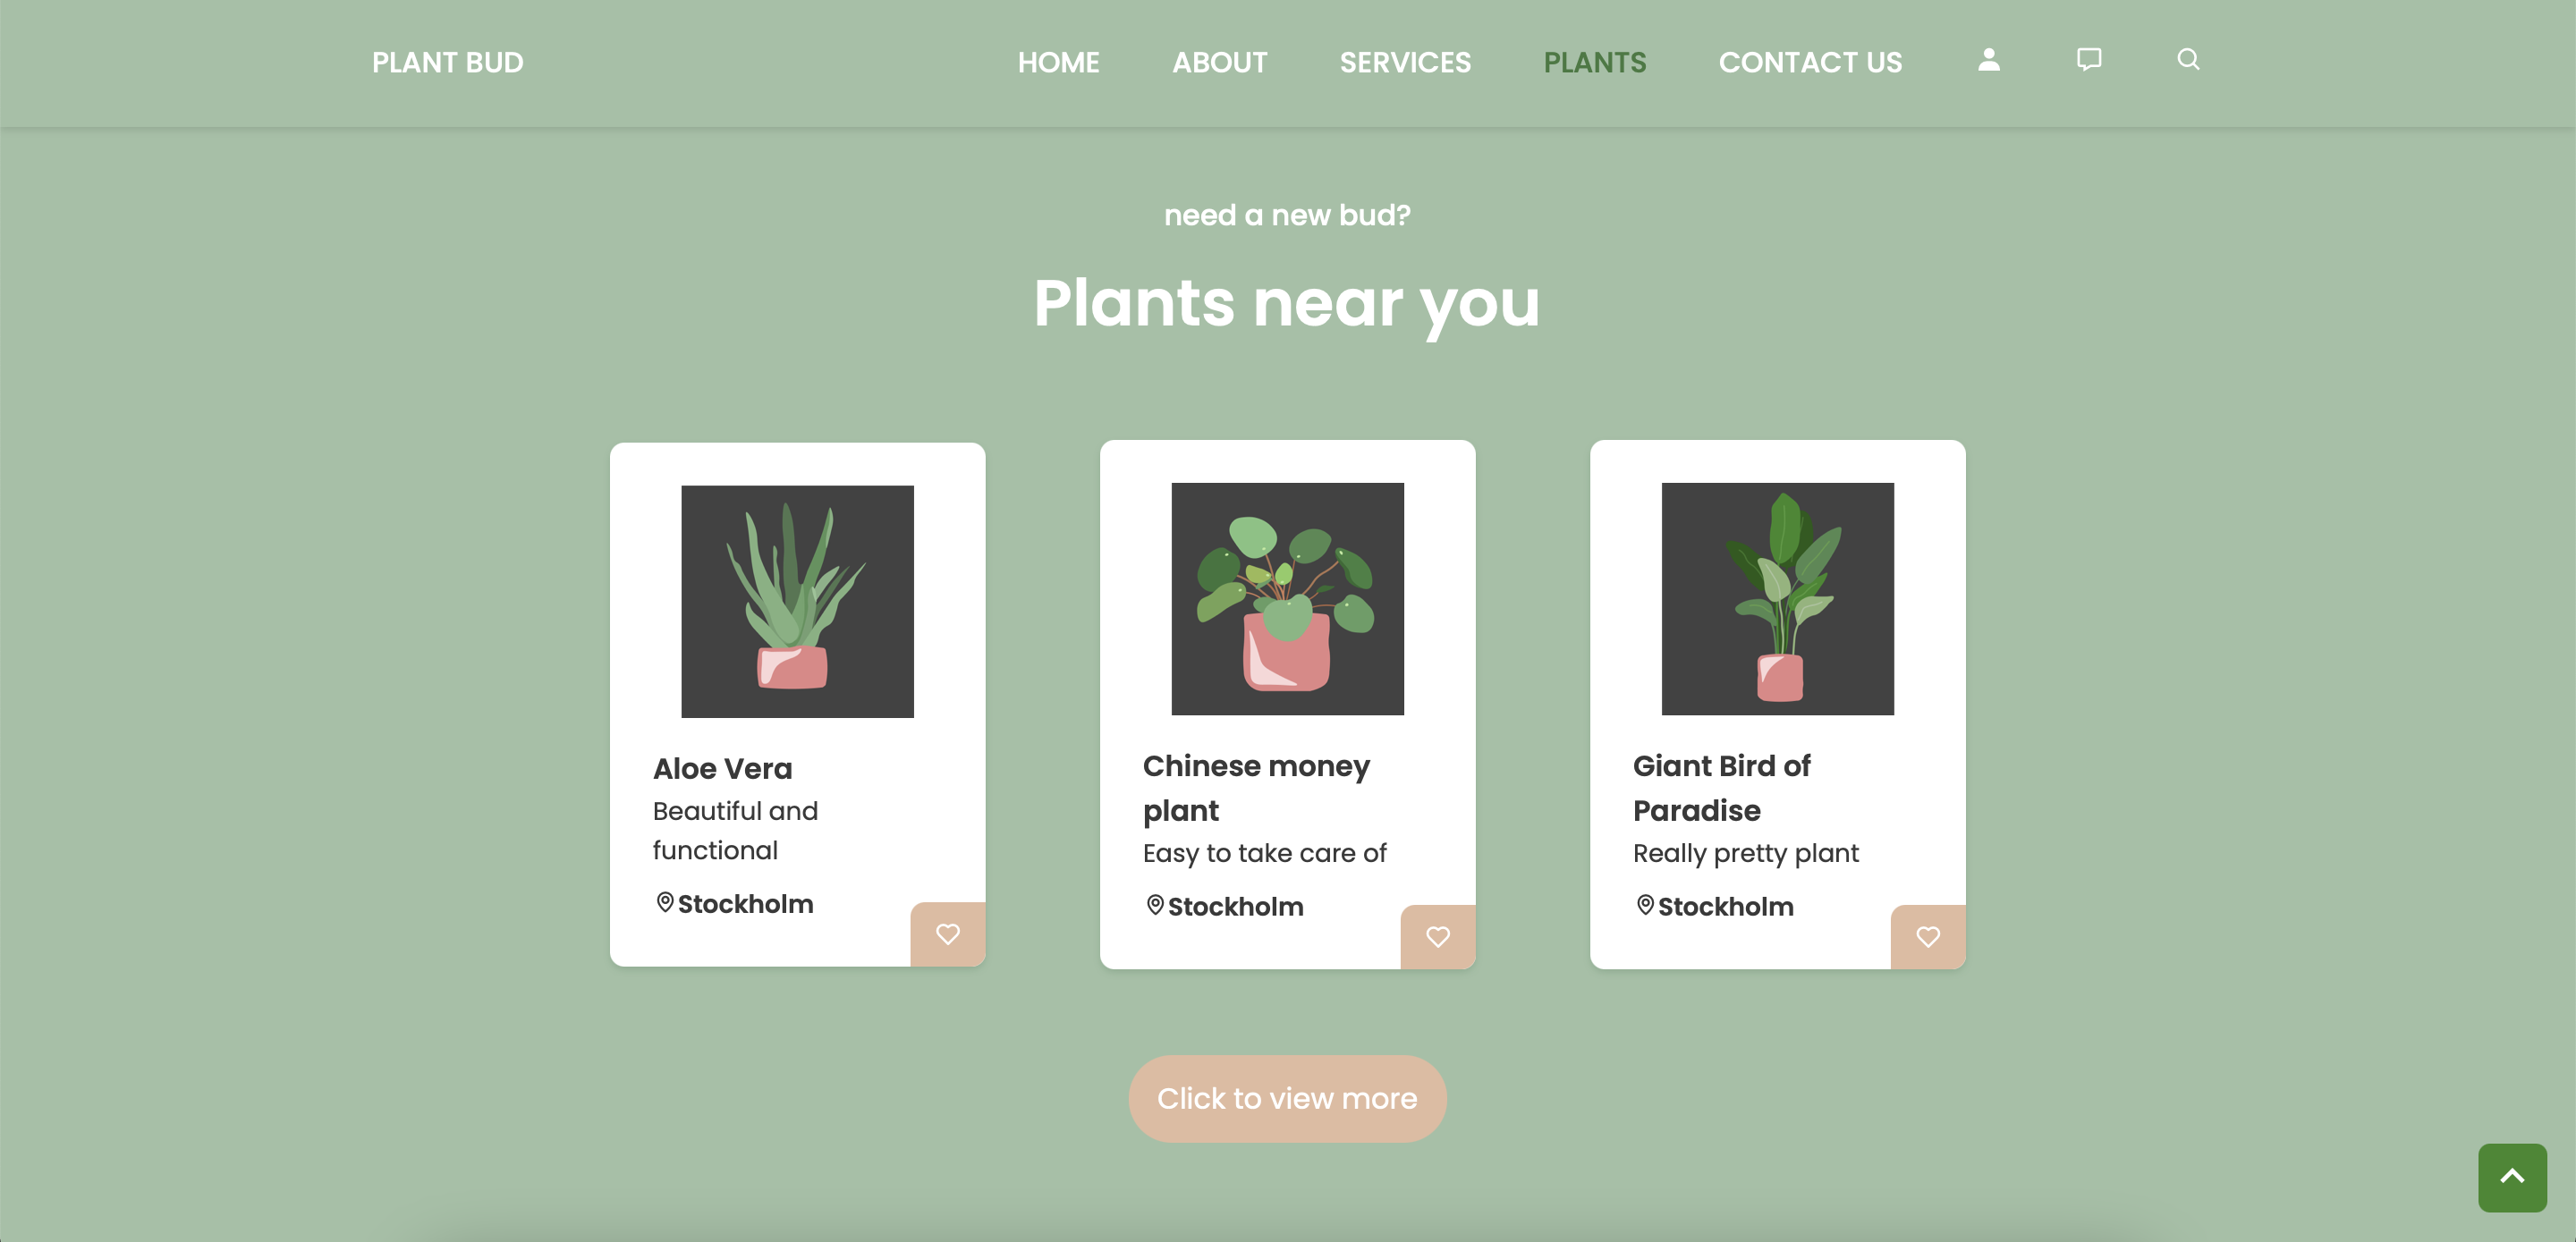 PLANT BUD
HOME ABOUT SERVICES PLANTS CONTACT US
need a new bud?
Plants near you
Aloe Vera
Beautiful and
functional
Stockholm
Chinese money
plant
Easy to take care of
Stockholm
Giant Bird of
Paradise
Really pretty plant
Stockholm
Click to view more